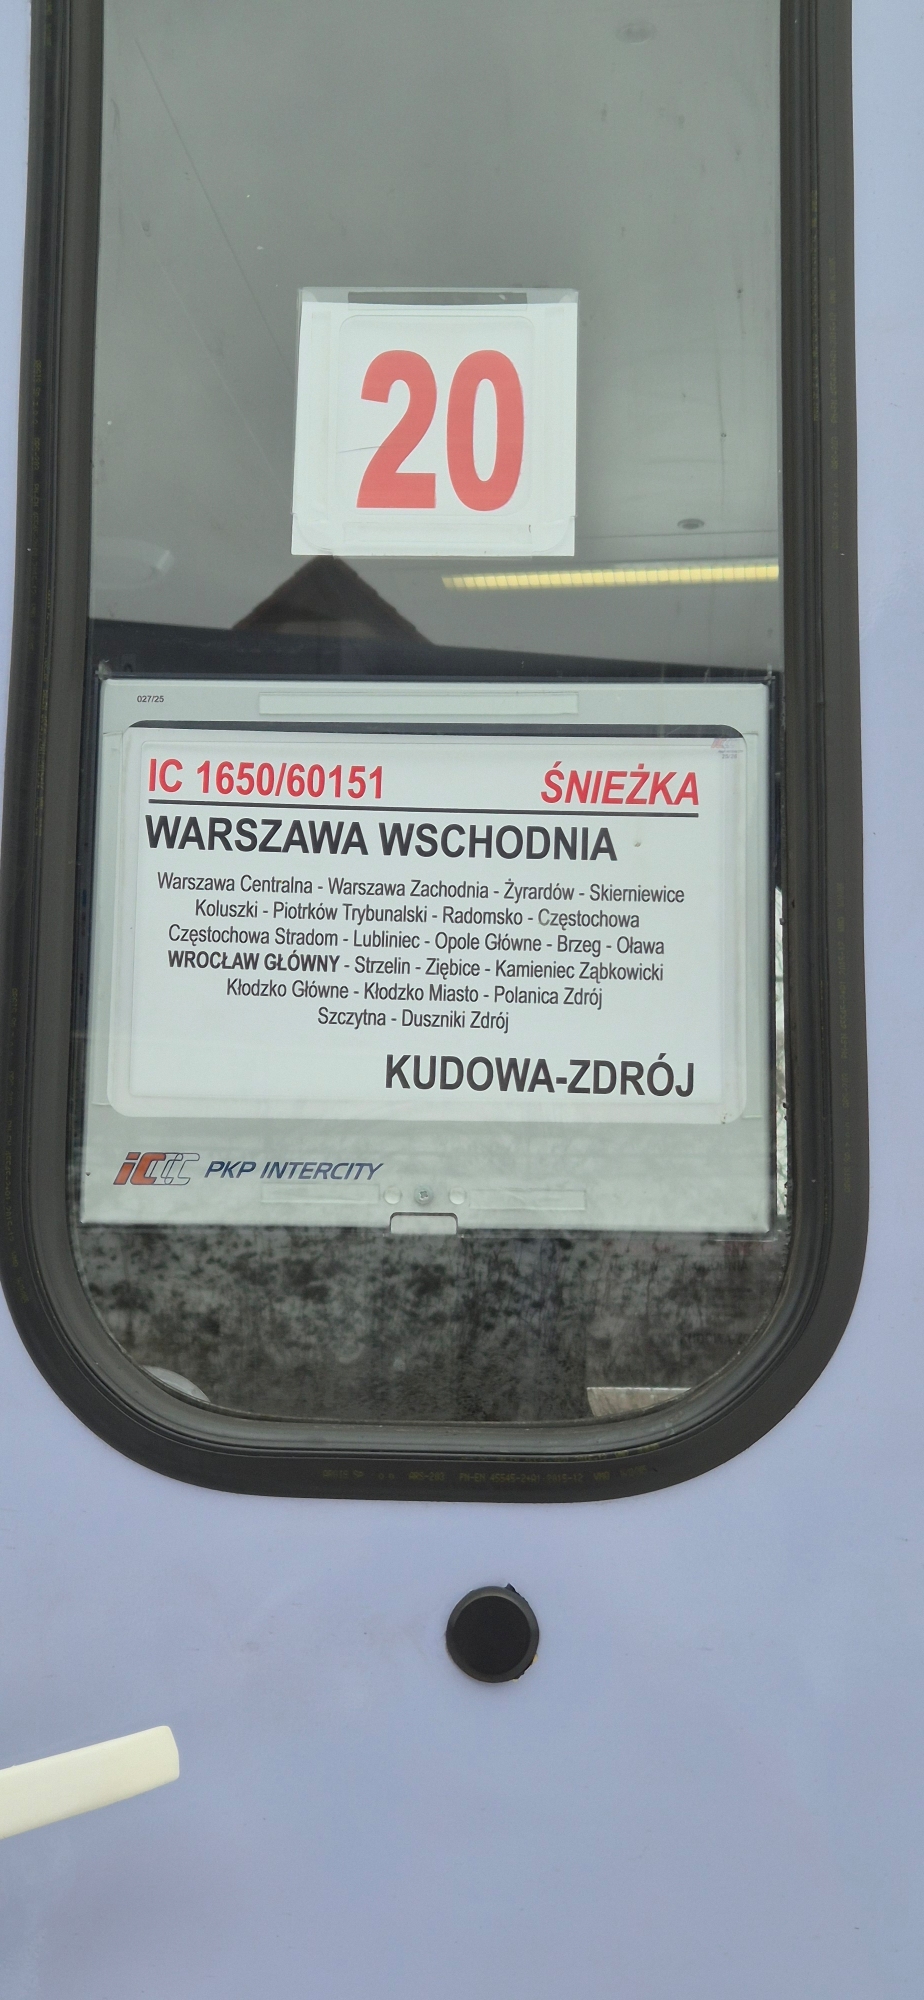 20
027/25
IC 1650/60151 ŚNIEŻKA
WARSZAWA WSCHODNIA
Warszawa Centralna - Warszawa Zachodnia - Żyrardów - Skierniewice
Koluszki - Piotrków Trybunalski - Radomsko - Częstochowa
Częstochowa Stradom - Lubliniec - Opole Główne - Brzeg - Oława
WROCŁAW GŁÓWNY - Strzelin - Ziębice - Kamieniec Ząbkowicki
Kłodzko Główne - Kłodzko Miasto - Polanica Zdrój
Szczytna - Duszniki Zdrój
KUDOWA-ZDRÓJ
IC PKP INTERCITY